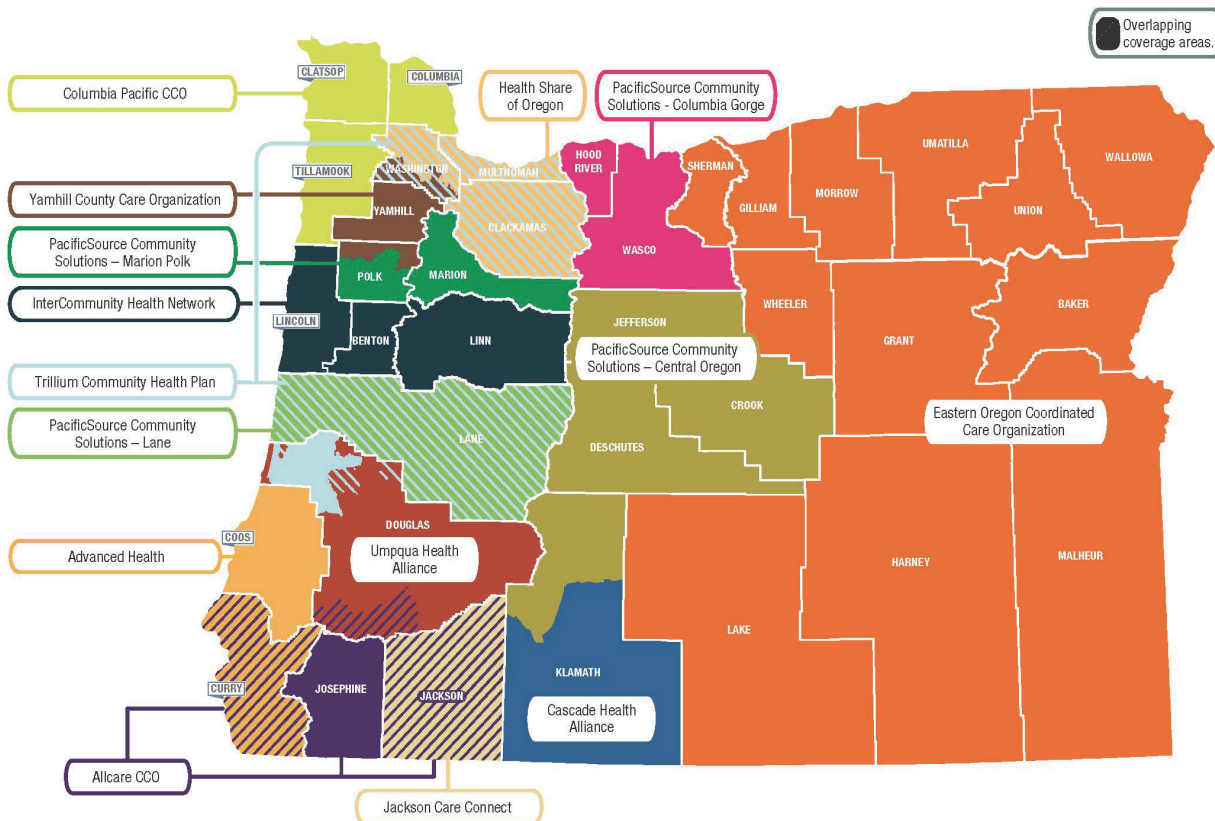 Overlapping
coverage areas.
CLATSOP
COLUMBIA
Columbia Pacific CCO
Health Share
of Oregon
PacificSource Community
Solutions - Columbia Gorge
HOOD
RIVER
SHERMAN
UMATILLA
WALLOWA
WASHINGTON
MULTNOMAH
TILLAMOOK
MORROW
GILLIAM
UNION
Yamhill County Care Organization
YAMHILL
CLACKAMAS
PacificSource Community
Solutions – Marion Polk
WASCO
POLK
MARION
InterCommunity Health Network
WHEELER
BAKER
LINCOLN
JEFFERSON
BENTON
LINN
GRANT
PacificSource Community
Solutions – Central Oregon
Trillium Community Health Plan
CROOK
PacificSource Community
Solutions – Lane
LANE
DESCHUTES
Eastern Oregon Coordinated
Care Organization
DOUGLAS
COOS
Umpqua Health
Alliance
Advanced Health
HARNEY
MALHEUR
LAKE
CURRY
JOSEPHINE
JACKSON
KLAMATH
Cascade Health
Alliance
Allcare CCO
Jackson Care Connect